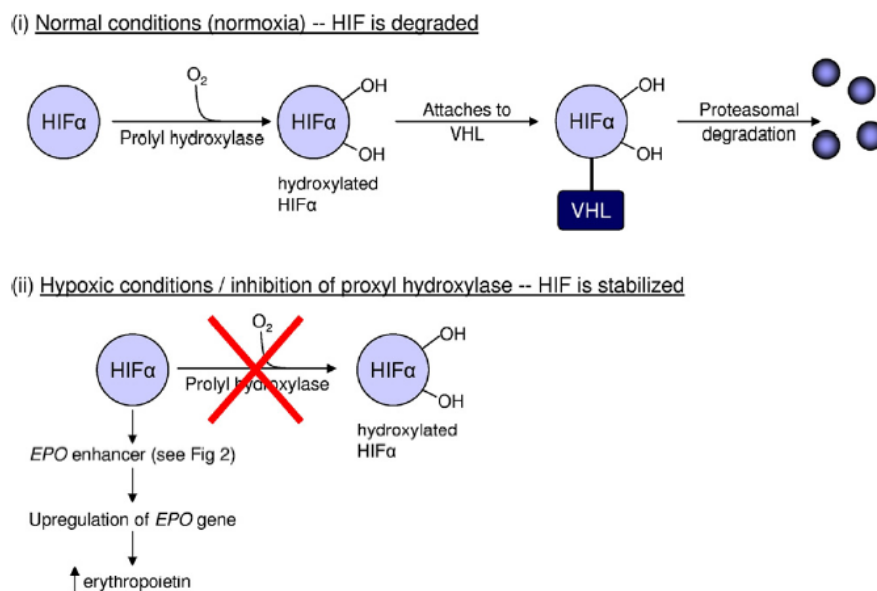 (i) Normal conditions (normoxia) -- HIF is degraded
HIFα
O2
Prolyl hydroxylase
HIFα
OH
OH
hydroxylated
HIFα
Attaches to
VHL
HIFα
OH
OH
VHL
Proteasomal
degradation
(ii) Hypoxic conditions / inhibition of proxyl hydroxylase -- HIF is stabilized
HIFα
O2
Prolyl hydroxylase
HIFα
OH
OH
hydroxylated
HIFα
EPO enhancer (see Fig 2)
Upregulation of EPO gene
erythropoietin